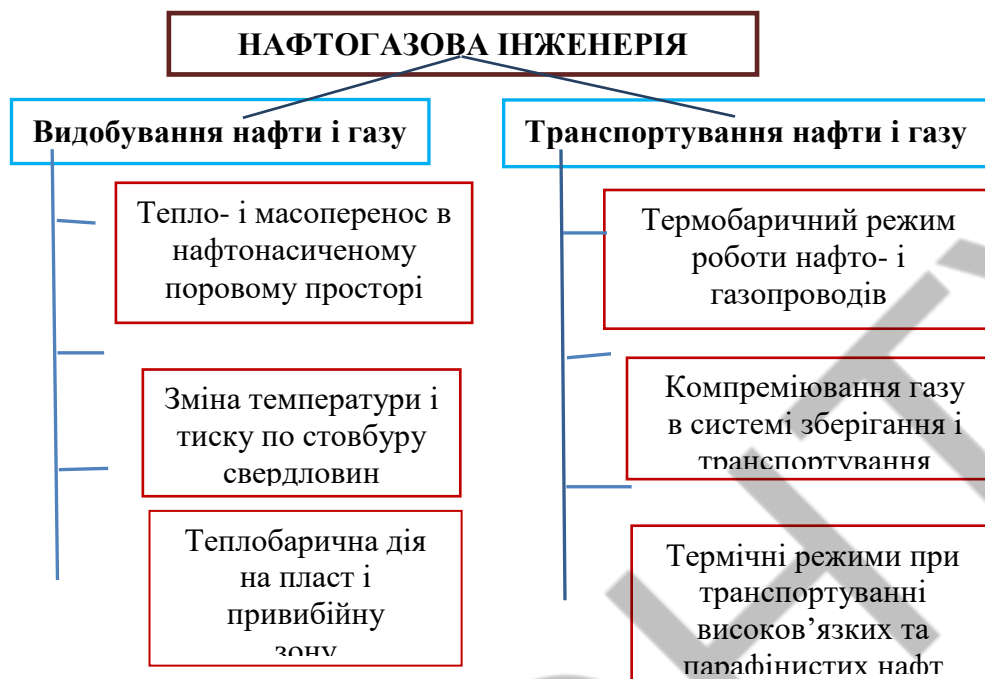 НАФТОГАЗОВА ІНЖЕНЕРІЯ
Видобування нафти і газу
Тепло- і масоперенос в
нафтонасиченому
поровому просторі
Зміна температури і
тиску по стовбуру
свердловин
Теплобарична дія
на пласт і
привибійну
зону
Транспортування нафти і газу
Термобаричний режим
роботи нафто- і
газопроводів
Компреміювання газу
в системі зберігання і
транспортування
Термічні режими при
транспортуванні
високов’язких та
парафінистих нафт